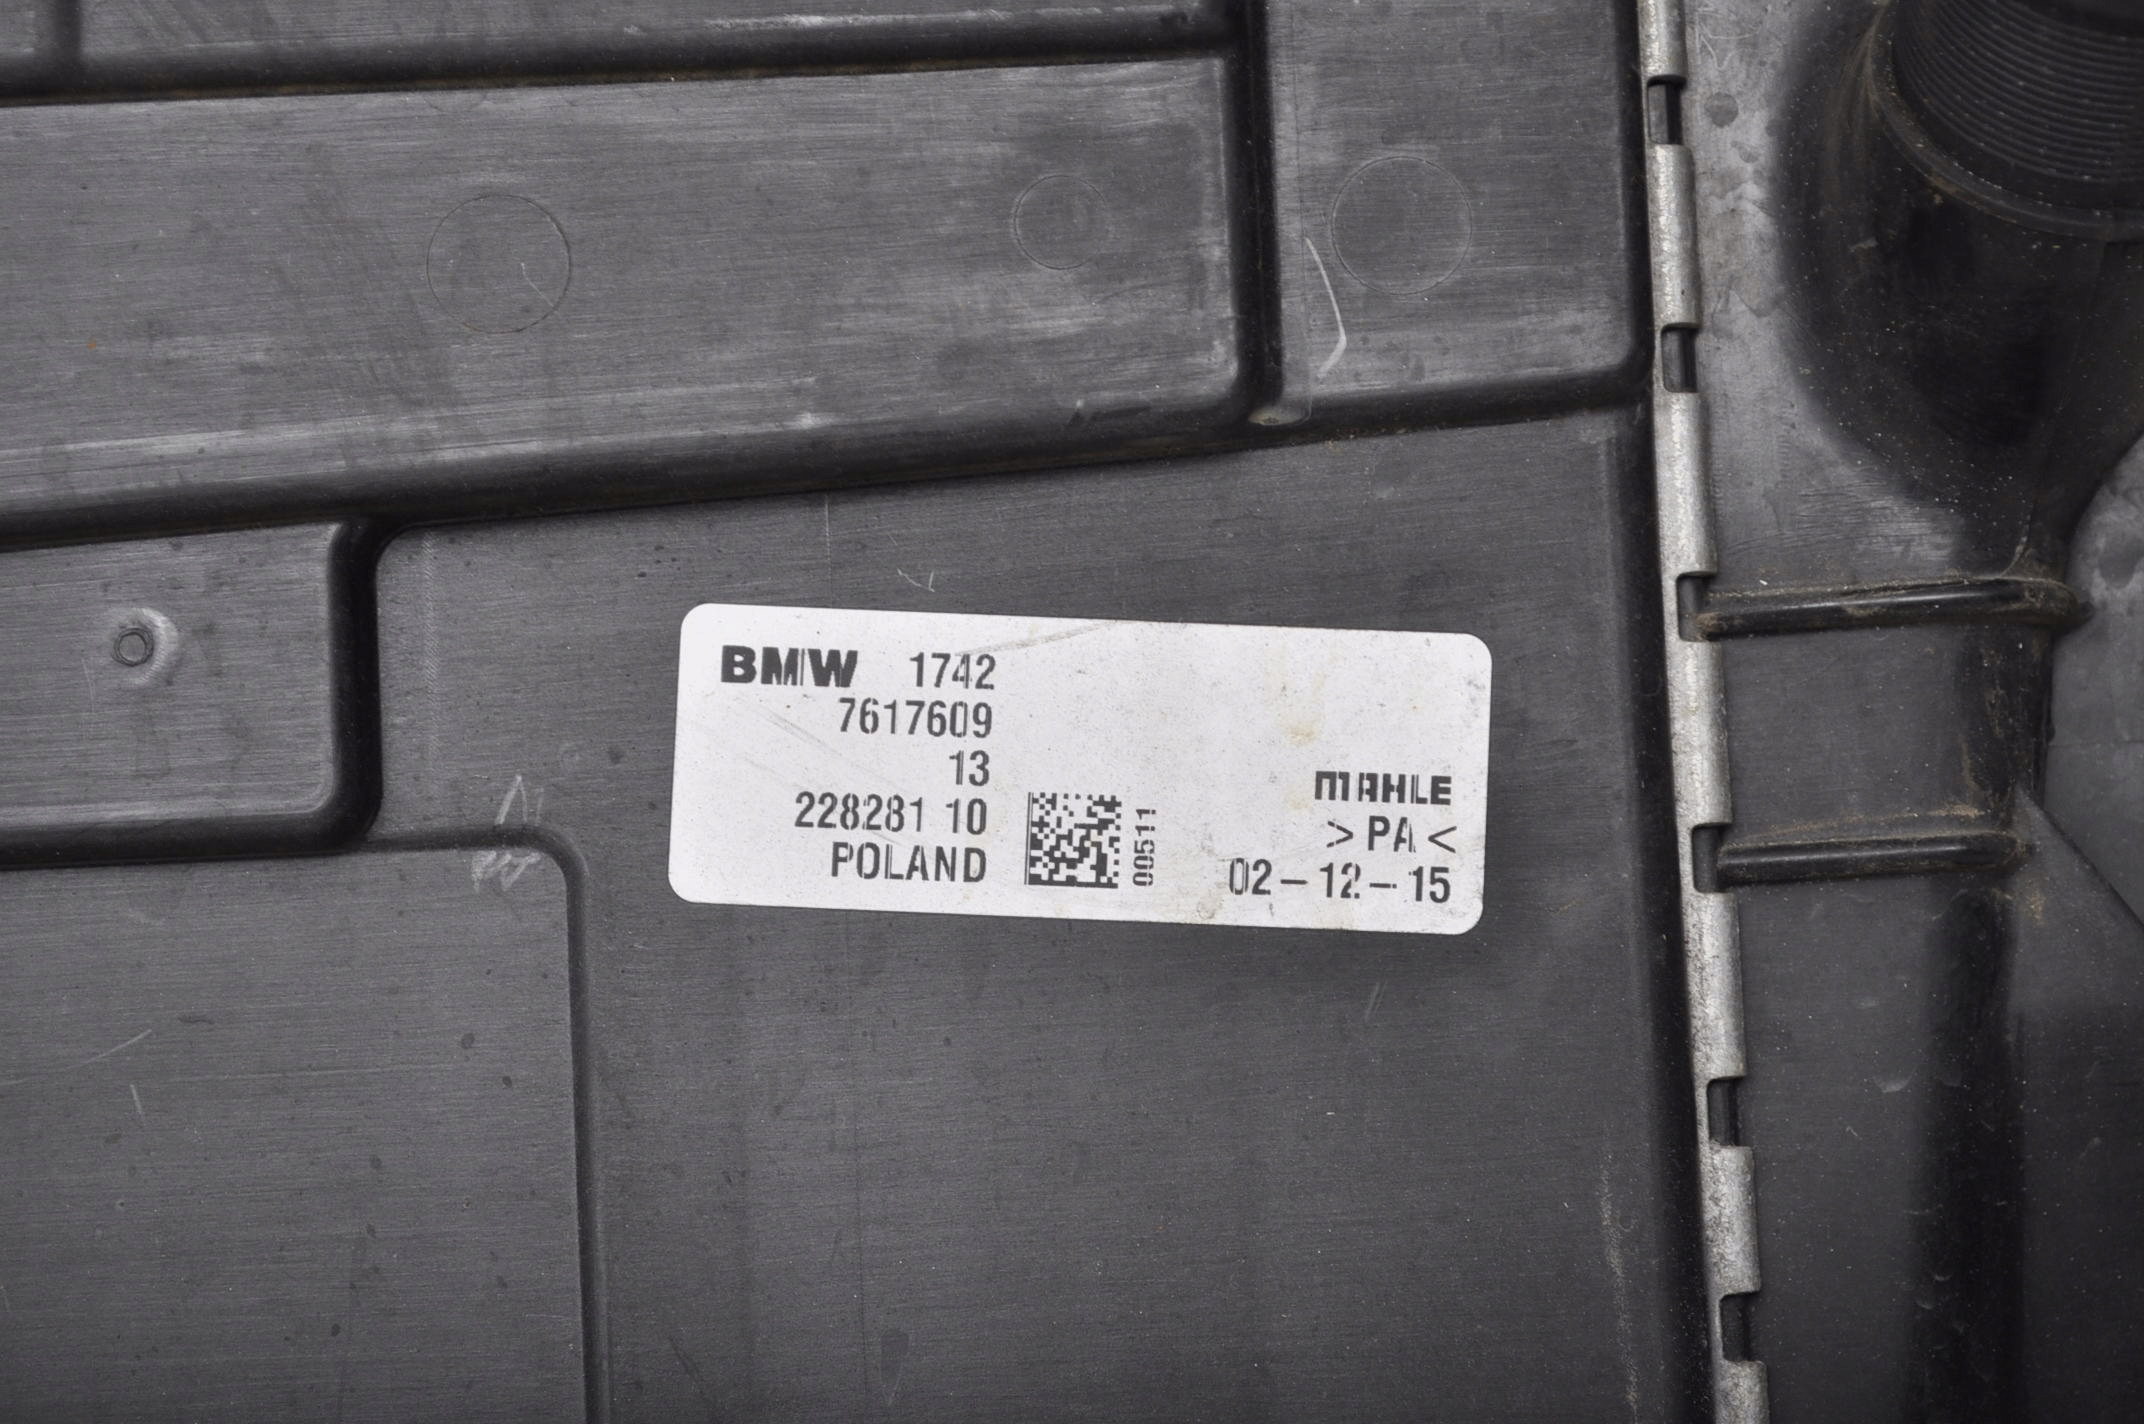 BMW 1742
7617609
13
228281 10
POLAND
00511
MAHLE
>PA<
02-12-15